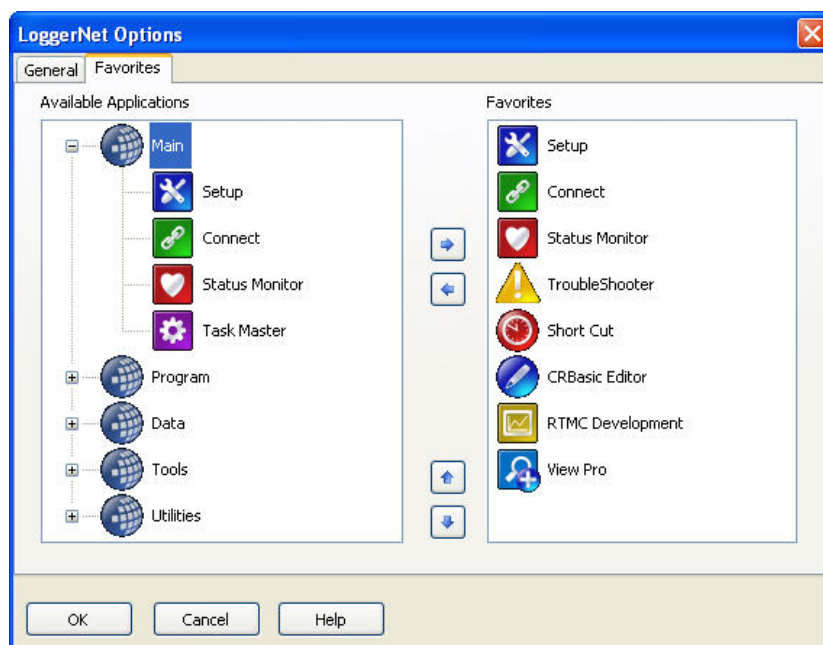 LoggerNet Options
General
Favorites
Available Applications
Main
Setup
Connect
Status Monitor
Task Master
Program
Data
Tools
Utilities
Favorites
Setup
Connect
Status Monitor
TroubleShooter
Short Cut
CRBasic Editor
RTMC Development
View Pro
OK
Cancel
Help